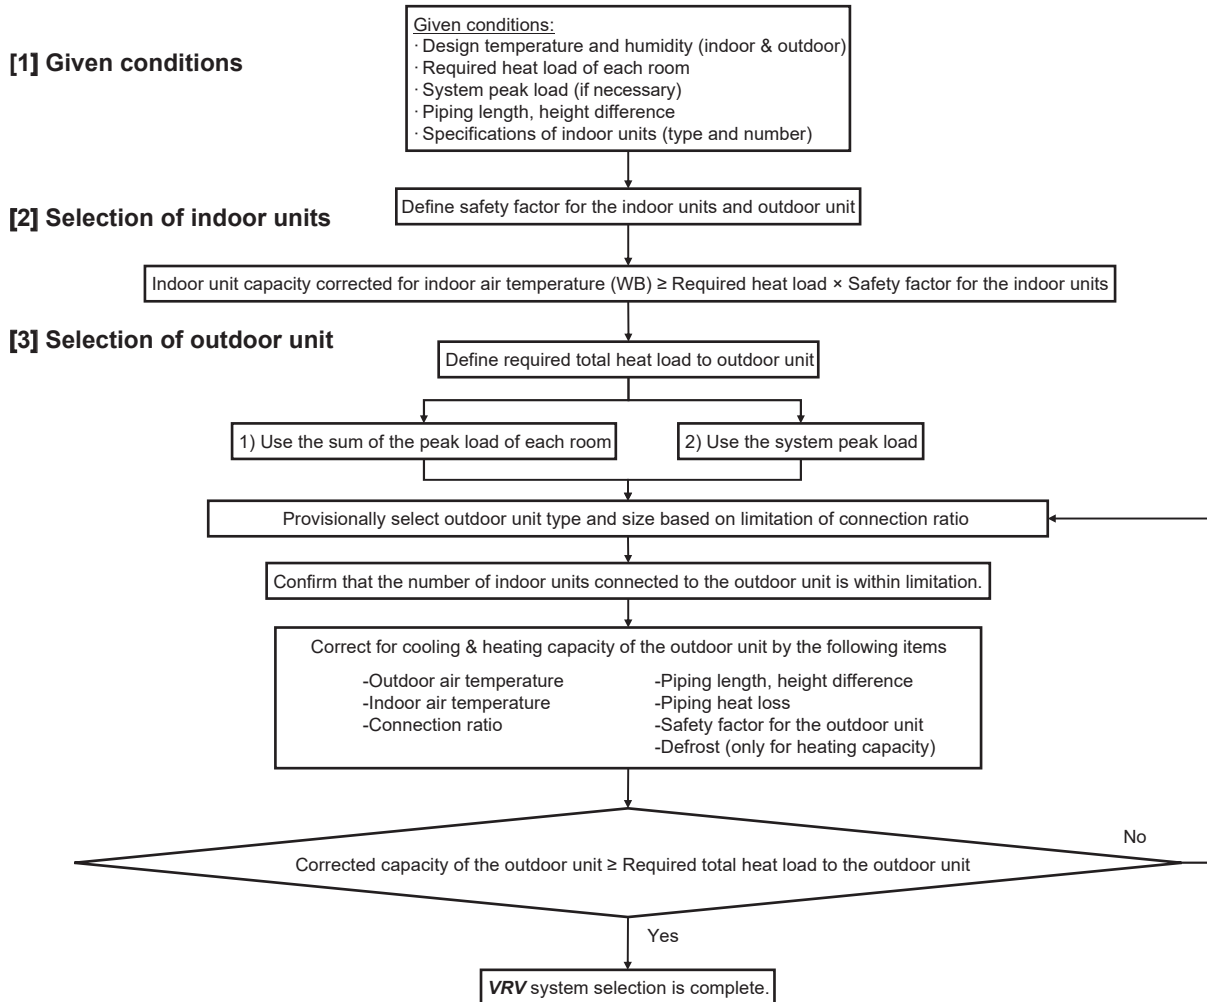 [1] Given conditions
Given conditions:
· Design temperature and humidity (indoor & outdoor)
· Required heat load of each room
· System peak load (if necessary)
· Piping length, height difference
· Specifications of indoor units (type and number)
[2] Selection of indoor units
Define safety factor for the indoor units and outdoor unit
Indoor unit capacity corrected for indoor air temperature (WB) ≥ Required heat load × Safety factor for the indoor units
[3] Selection of outdoor unit
Define required total heat load to outdoor unit
1) Use the sum of the peak load of each room
2) Use the system peak load
Provisionally select outdoor unit type and size based on limitation of connection ratio
Confirm that the number of indoor units connected to the outdoor unit is within limitation.
Correct for cooling & heating capacity of the outdoor unit by the following items
-Outdoor air temperature
-Indoor air temperature
-Connection ratio
-Piping length, height difference
-Piping heat loss
-Safety factor for the outdoor unit
-Defrost (only for heating capacity)
Corrected capacity of the outdoor unit ≥ Required total heat load to the outdoor unit
No
Yes
VRV system selection is complete.